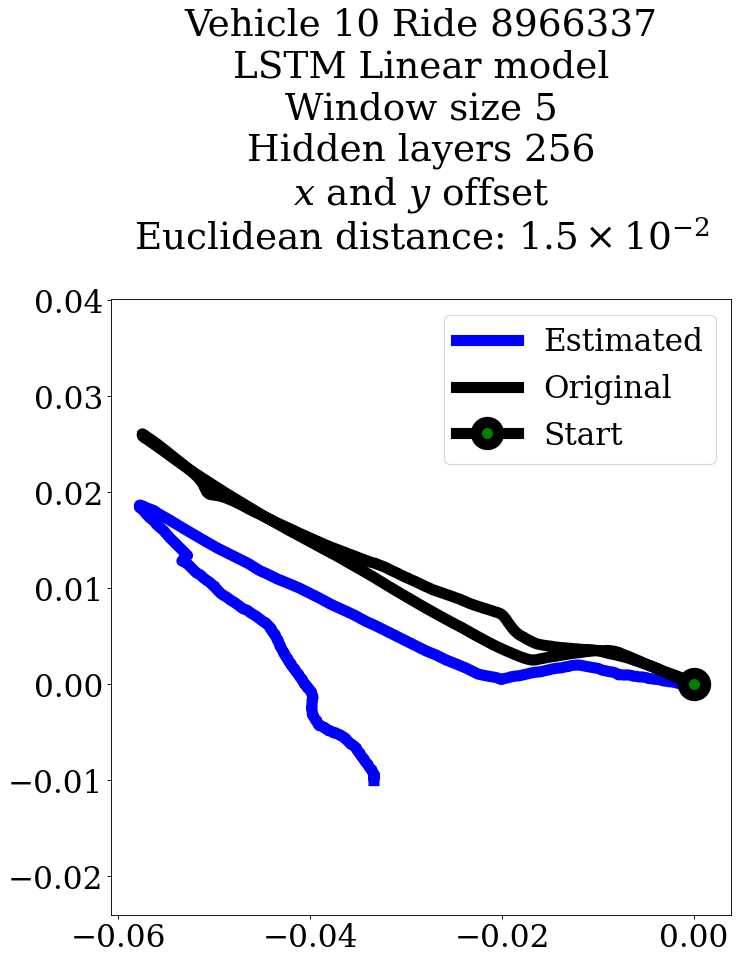 Vehicle 10 Ride 8966337
LSTM Linear model
Window size 5
Hidden layers 256
x and y offset
Euclidean distance: 1.5 × 10⁻²
Estimated
Original
Start
0.04
0.03
0.02
0.01
0.00
−0.01
−0.02
−0.06
−0.04
−0.02
0.00